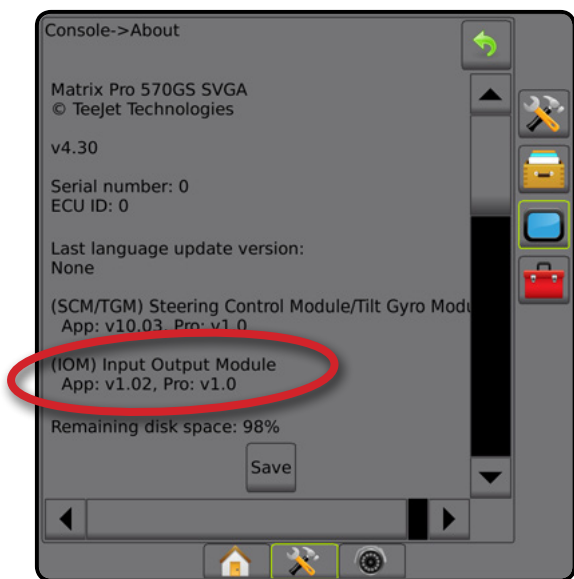 Console->About
Matrix Pro 570GS SVGA
© TeeJet Technologies
v4.30
Serial number: 0
ECU ID: 0
Last language update version:
None
(SCM/TGM) Steering Control Module/Tilt Gyro Modu
App: v10.03, Pro: v1.0
(IOM) Input Output Module
App: v1.02, Pro: v1.0
Remaining disk space: 98%
Save